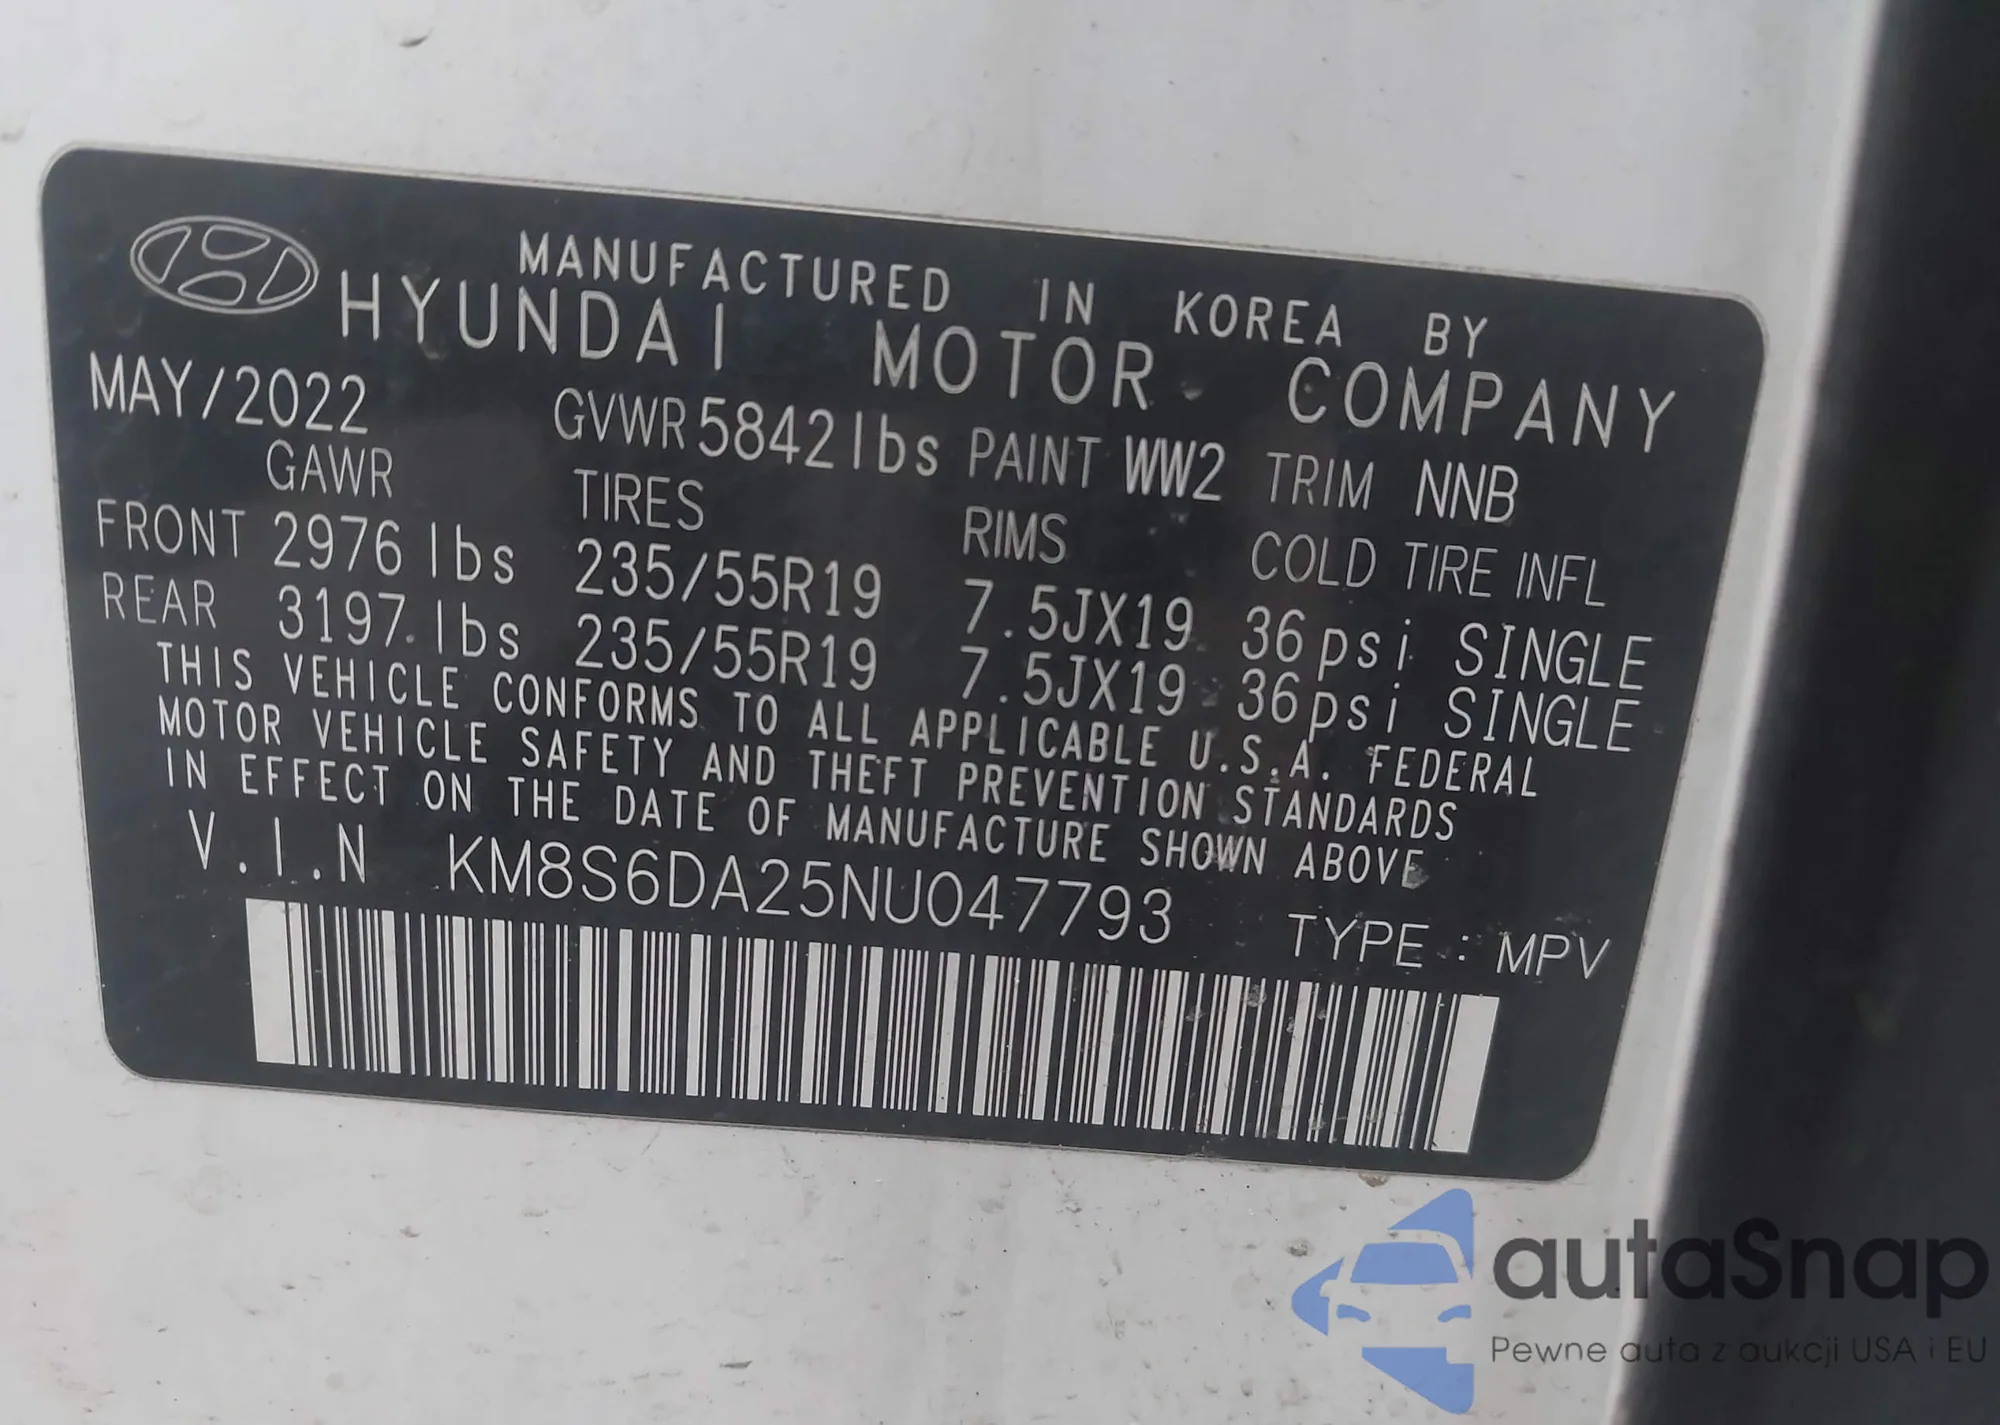 MANUFACTURED IN KOREA BY
HYUNDAI MOTOR COMPANY
MAY/2022 GVWR 5842 lbs PAINT WW2 TRIM NNB
GAWR TIRES RIMS COLD TIRE INFL
FRONT 2976 lbs 235/55R19 7.5JX19 36psi SINGLE
REAR 3197 lbs 235/55R19 7.5JX19 36psi SINGLE
THIS VEHICLE CONFORMS TO ALL APPLICABLE U.S.A. FEDERAL
MOTOR VEHICLE SAFETY AND THEFT PREVENTION STANDARDS
IN EFFECT ON THE DATE OF MANUFACTURE SHOWN ABOVE
V.I.N KM8S6DA25NU047793 TYPE : MPV
autaSnap
Pewne auta z aukcji USA i EU